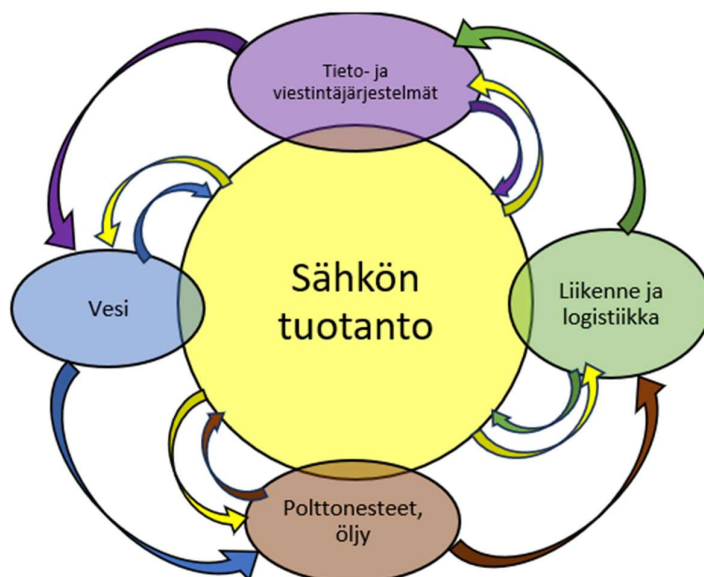 Tieto- ja
viestintäjärjestelmät
Sähkön
tuotanto
Vesi
Liikenne ja
logistiikka
Polttonesteet,
öljy